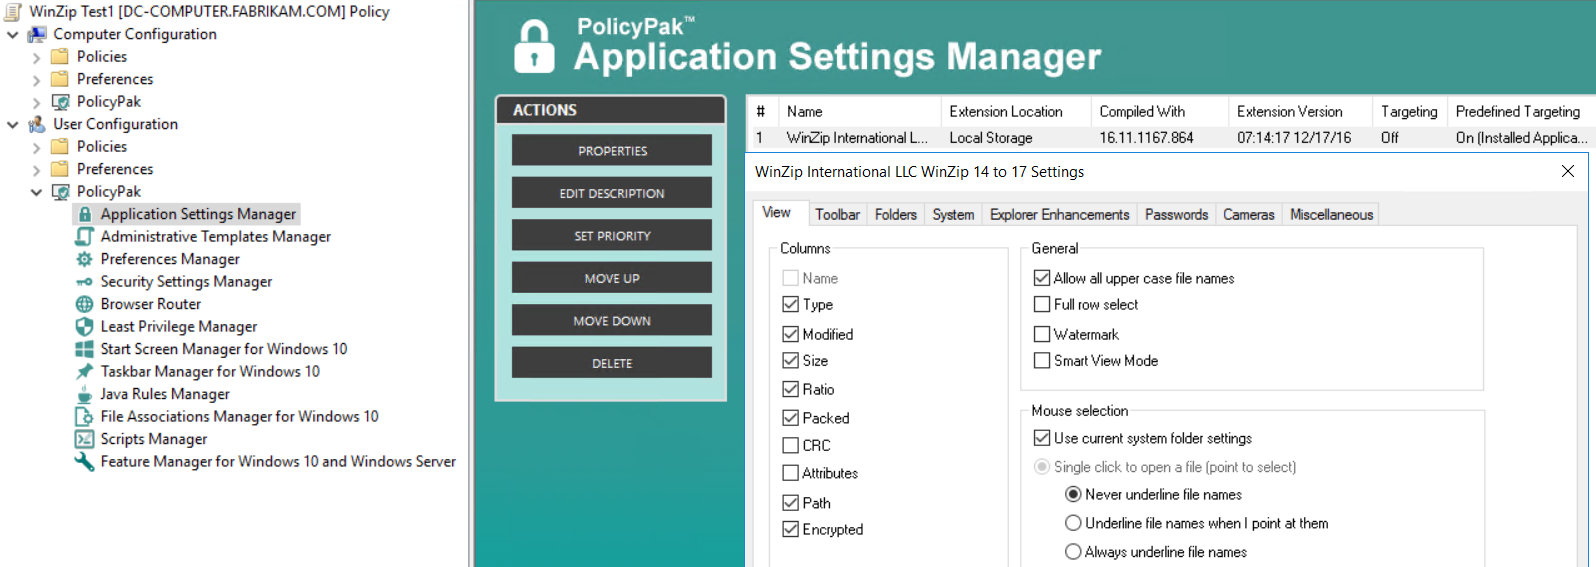 WinZip Test1 [DC-COMPUTER.FABRIKAM.COM] Policy
Computer Configuration
Policies
Preferences
PolicyPak
User Configuration
Policies
Preferences
PolicyPak
Application Settings Manager
Administrative Templates Manager
Preferences Manager
Security Settings Manager
Browser Router
Least Privilege Manager
Start Screen Manager for Windows 10
Taskbar Manager for Windows 10
Java Rules Manager
File Associations Manager for Windows 10
Scripts Manager
Feature Manager for Windows 10 and Windows Server
PolicyPak™
Application Settings Manager
ACTIONS
PROPERTIES
EDIT DESCRIPTION
SET PRIORITY
MOVE UP
MOVE DOWN
DELETE
# Name Extension Location Compiled With Extension Version Targeting Predefined Targeting
1 WinZip International L... Local Storage 16.11.1167.864 07:14:17 12/17/16 Off On (Installed Applica...
WinZip International LLC WinZip 14 to 17 Settings
View Toolbar Folders System Explorer Enhancements Passwords Cameras Miscellaneous
Columns
Name
Type
Modified
Size
Ratio
Packed
CRC
Attributes
Path
Encrypted
General
Allow all upper case file names
Full row select
Watermark
Smart View Mode
Mouse selection
Use current system folder settings
Single click to open a file (point to select)
Never underline file names
Underline file names when I point at them
Always underline file names